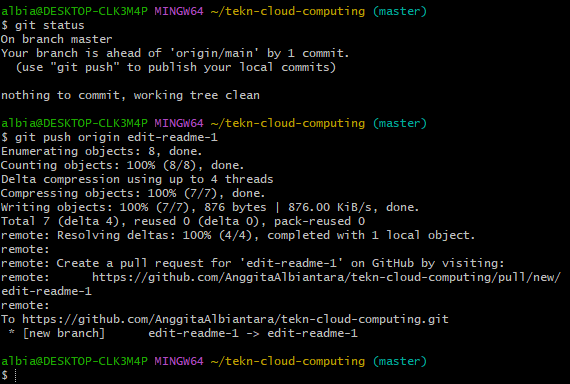 albia@DESKTOP-CLK3M4P MINGW64 ~/tekn-cloud-computing (master)
$ git status
On branch master
Your branch is ahead of 'origin/main' by 1 commit.
  (use "git push" to publish your local commits)

nothing to commit, working tree clean

albia@DESKTOP-CLK3M4P MINGW64 ~/tekn-cloud-computing (master)
$ git push origin edit-readme-1
Enumerating objects: 8, done.
Counting objects: 100% (8/8), done.
Delta compression using up to 4 threads
Compressing objects: 100% (7/7), done.
Writing objects: 100% (7/7), 876 bytes | 876.00 KiB/s, done.
Total 7 (delta 4), reused 0 (delta 0), pack-reused 0
remote: Resolving deltas: 100% (4/4), completed with 1 local object.
remote:
remote: Create a pull request for 'edit-readme-1' on GitHub by visiting:
remote:      https://github.com/AnggitaAlbiantara/tekn-cloud-computing/pull/new/
edit-readme-1
remote:
To https://github.com/AnggitaAlbiantara/tekn-cloud-computing.git
 * [new branch]      edit-readme-1 -> edit-readme-1

albia@DESKTOP-CLK3M4P MINGW64 ~/tekn-cloud-computing (master)
$